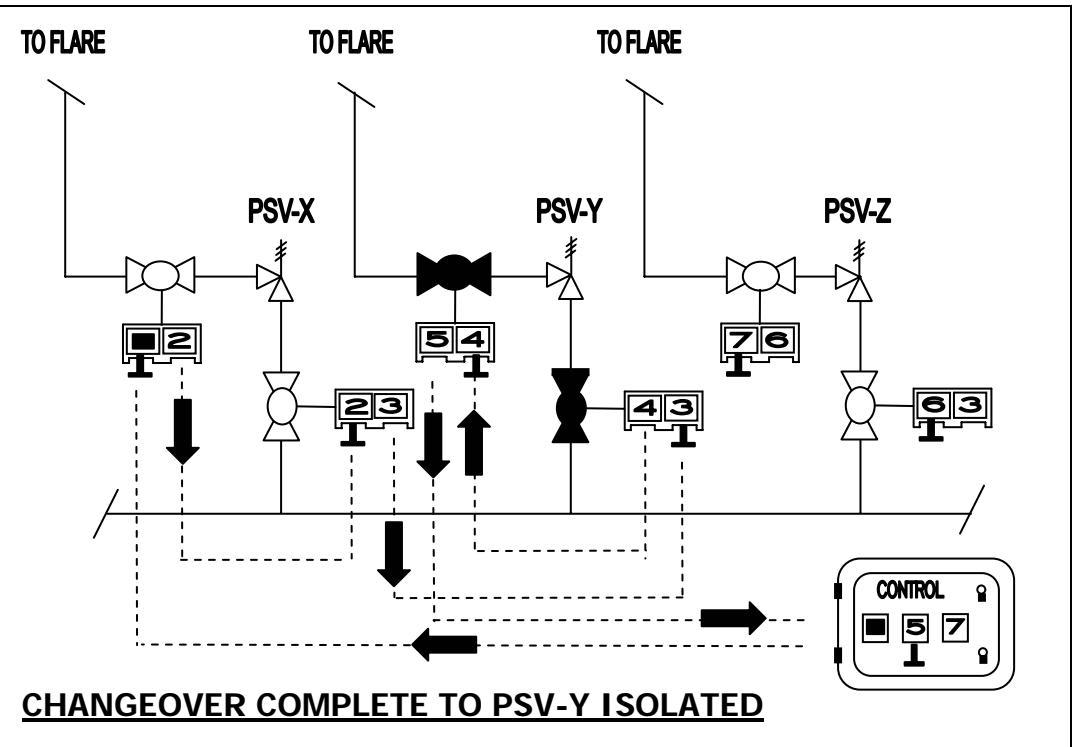 TO FLARE TO FLARE TO FLARE
PSV-X PSV-Y PSV-Z
2 5 4 7 6
2 3 4 3 6 3
CONTROL
5 7
CHANGEOVER COMPLETE TO PSV-Y ISOLATED